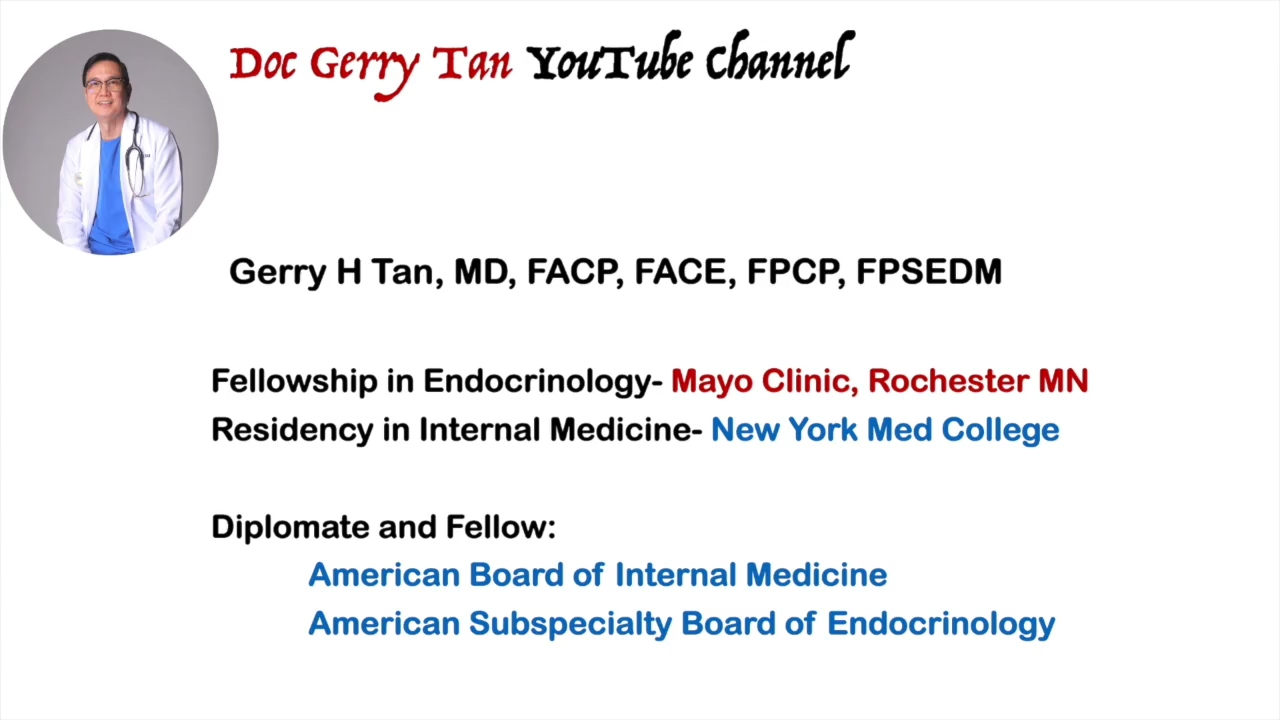 Doc Gerry Tan YouTube Channel
Gerry H Tan, MD, FACP, FACE, FPCP, FPSEDM
Fellowship in Endocrinology- Mayo Clinic, Rochester MN
Residency in Internal Medicine- New York Med College
Diplomate and Fellow:
American Board of Internal Medicine
American Subspecialty Board of Endocrinology